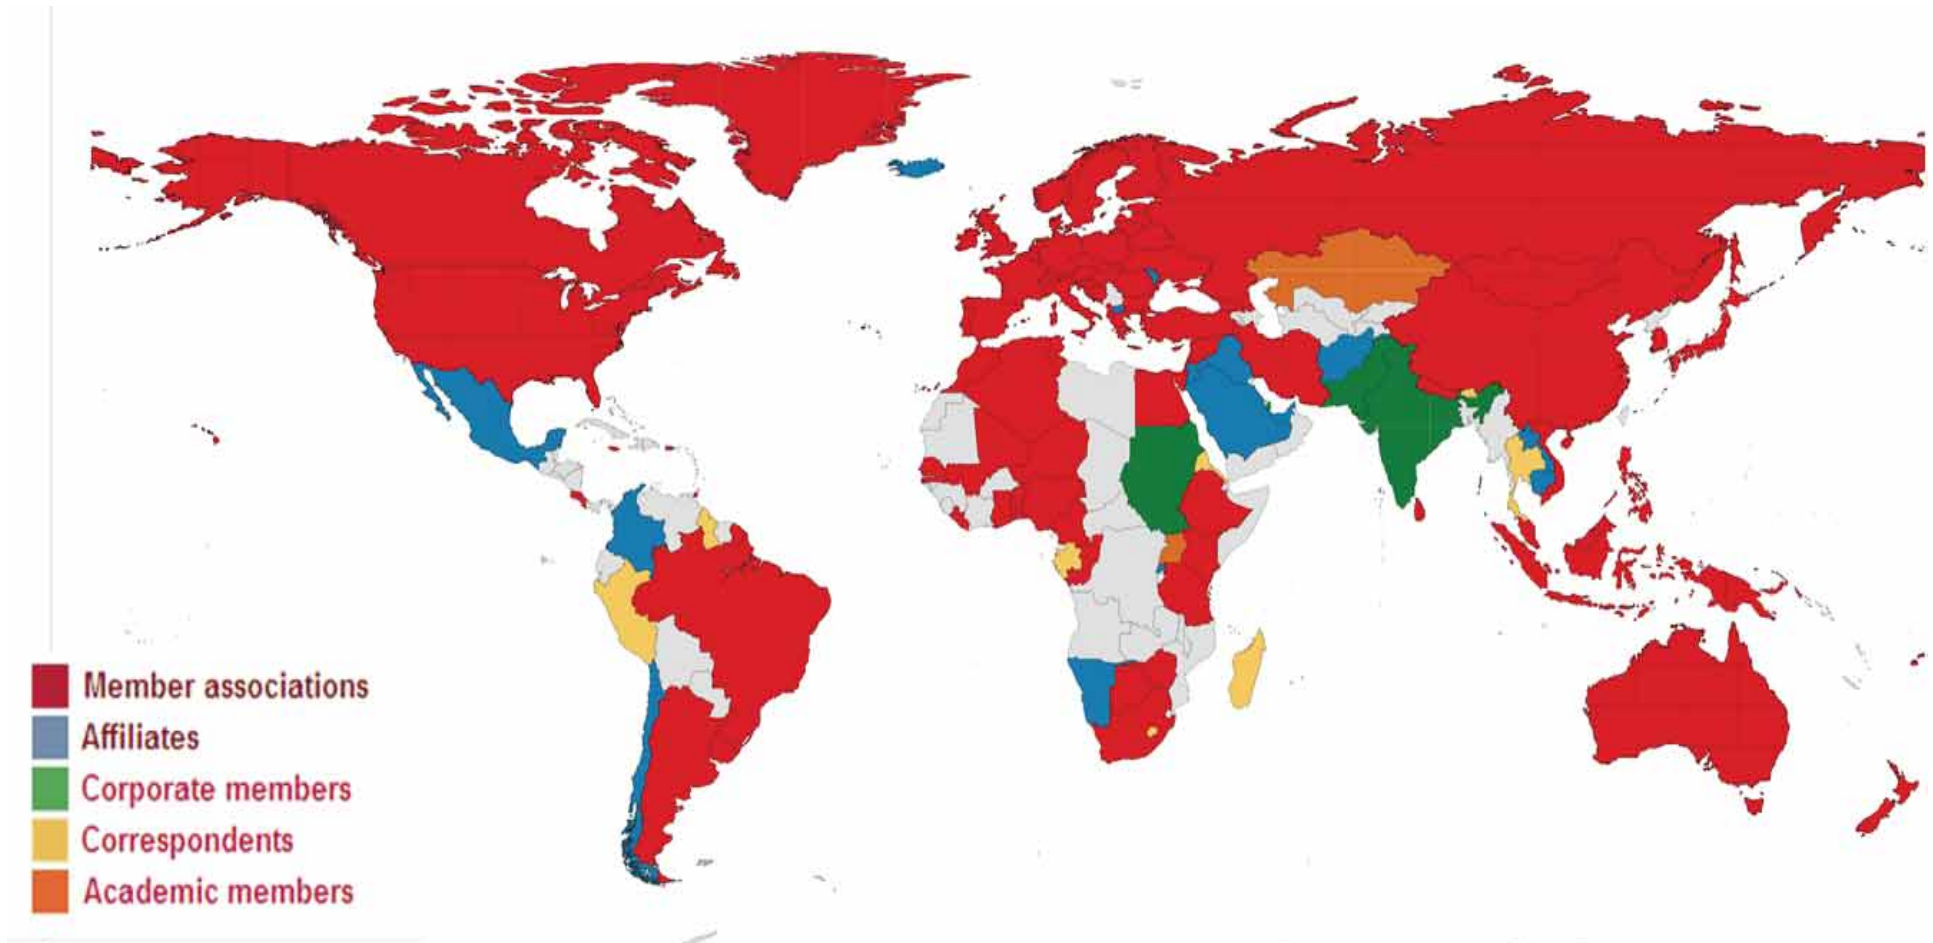 Member associations
Affiliates
Corporate members
Correspondents
Academic members